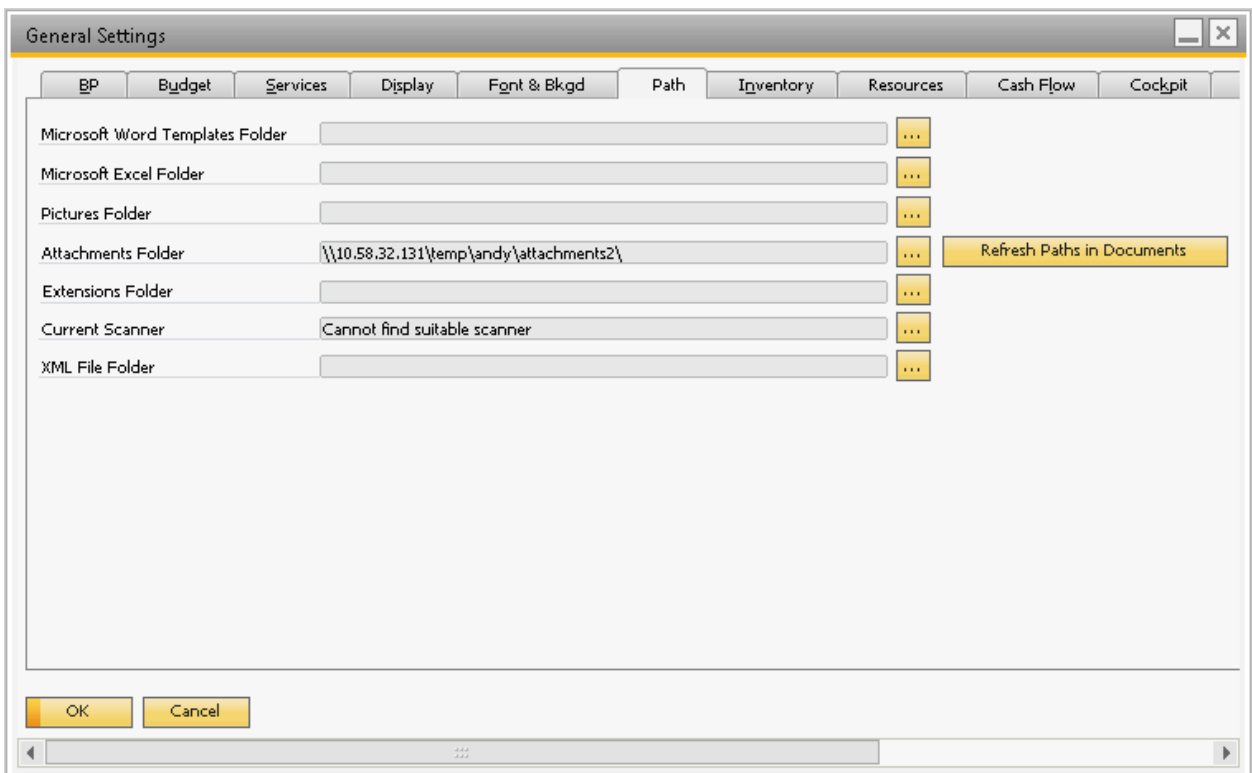 General Settings
BP Budget Services Display Font & Bkgd Path Inventory Resources Cash Flow Cockpit
Microsoft Word Templates Folder ...
Microsoft Excel Folder ...
Pictures Folder ...
Attachments Folder \\10.58.32.131\temp\andy\attachments2\ ... Refresh Paths in Documents
Extensions Folder ...
Current Scanner Cannot find suitable scanner ...
XML File Folder ...
OK Cancel